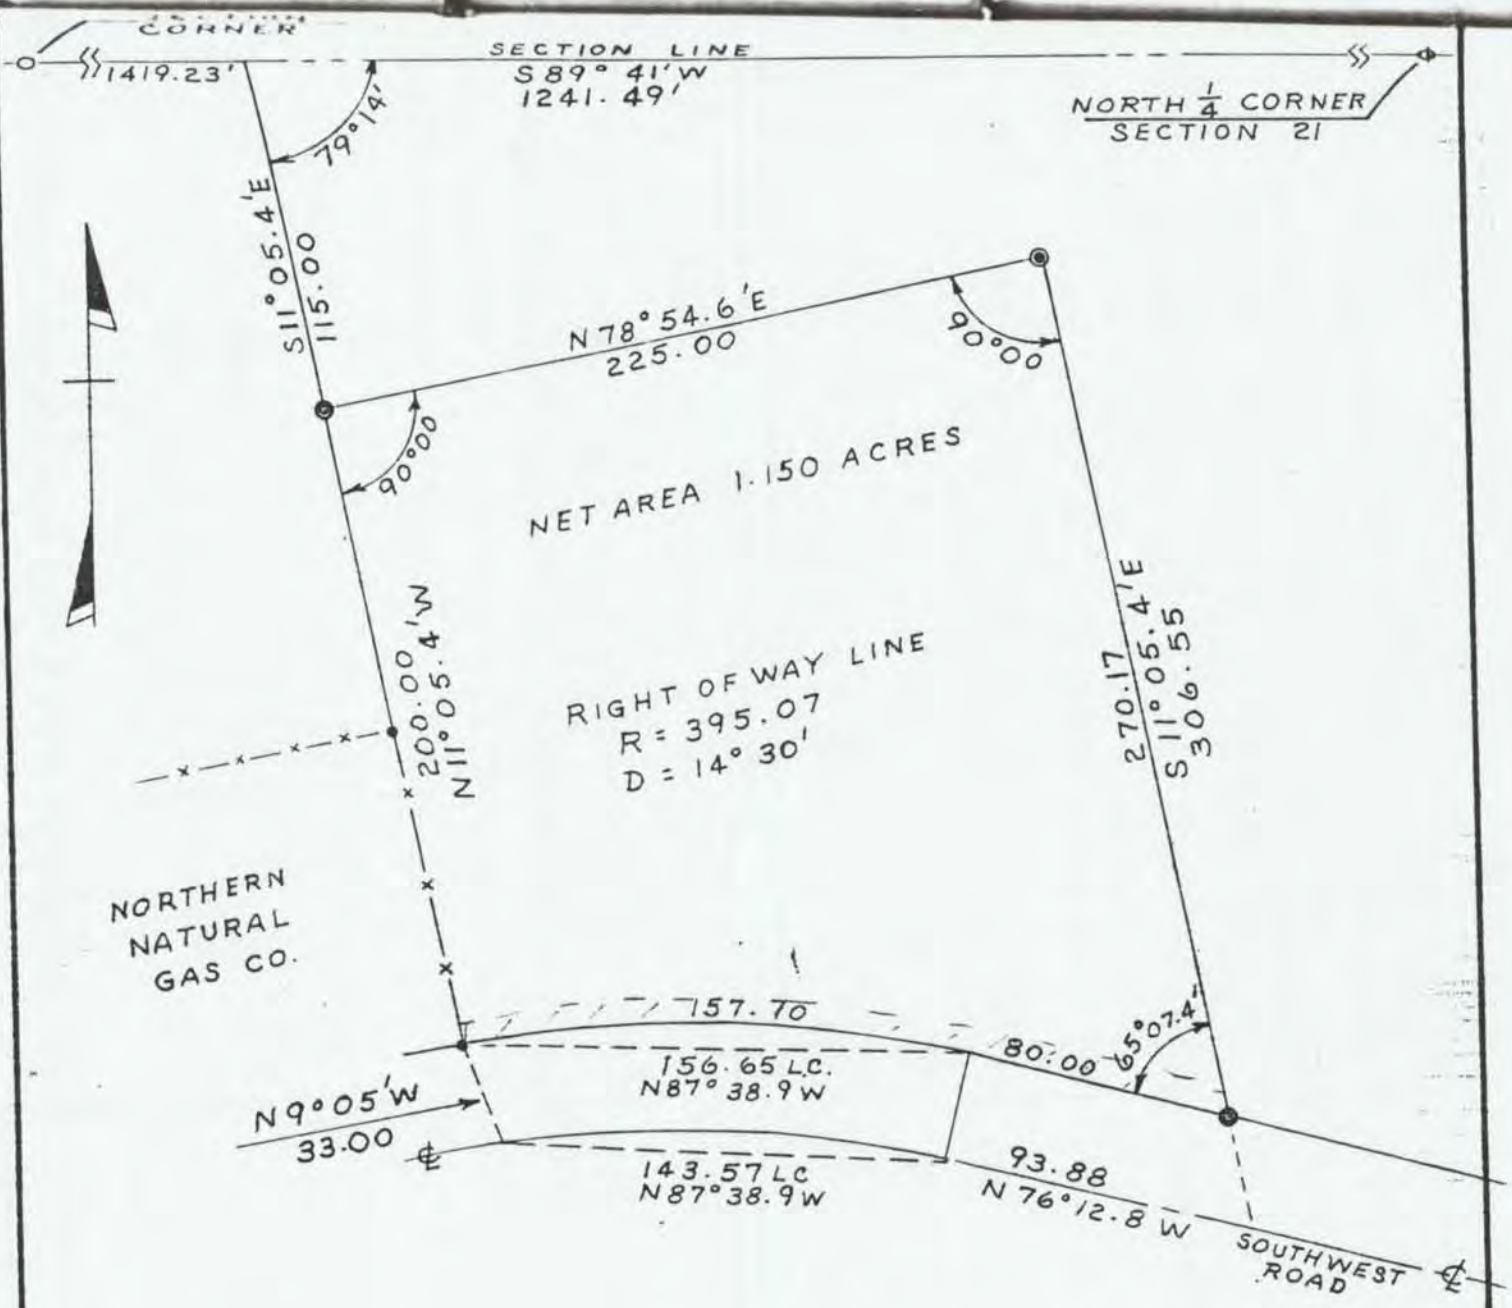 CORNER
1419.23'
SECTION LINE
S 89° 41' W
1241.49'
NORTH 1/4 CORNER
SECTION 21
79°14'
S11° 05.4'E
115.00
N 78° 54.6'E
225.00
90°00
90°00
NET AREA 1.150 ACRES
RIGHT OF WAY LINE
R = 395.07
D = 14° 30'
200.00
N11° 05.4'W
270.17
S 11° 05.4'E
306.55
NORTHERN
NATURAL
GAS CO.
157.70
156.65 L.C.
N87° 38.9 W
80.00
65°07.4'
N 9° 05' W
33.00
℄
143.57 LC
N87° 38.9 W
93.88
N 76° 12.8 W
SOUTHWEST
ROAD
℄